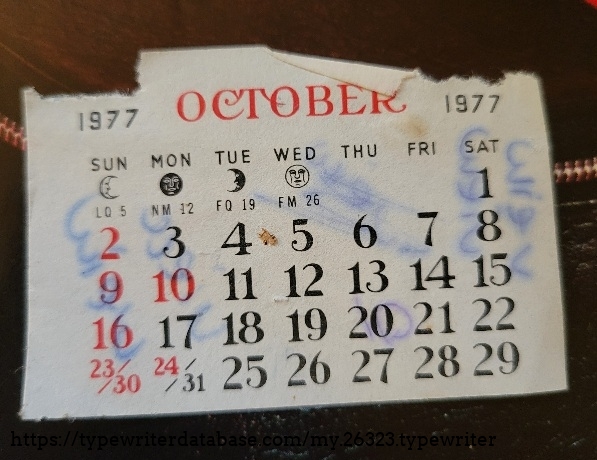 1977 OCTOBER 1977
SUN MON TUE WED THU FRI SAT
LQ 5 NM 12 FQ 19 FM 26 1
2 3 4 5 6 7 8
9 10 11 12 13 14 15
16 17 18 19 20 21 22
23/30 24/31 25 26 27 28 29
https://typewriterdatabase.com/my.26323.typewriter